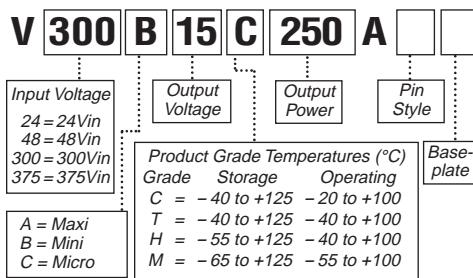 V 300 B 15 C 250 A
Input Voltage
24 = 24Vin
48 = 48Vin
300 = 300Vin
375 = 375Vin
Output
Voltage
Output
Power
Pin
Style
Base-
plate
A = Maxi
B = Mini
C = Micro
Product Grade Temperatures (°C)
Grade Storage Operating
C = – 40 to +125 – 20 to +100
T = – 40 to +125 – 40 to +100
H = – 55 to +125 – 40 to +100
M = – 65 to +125 – 55 to +100